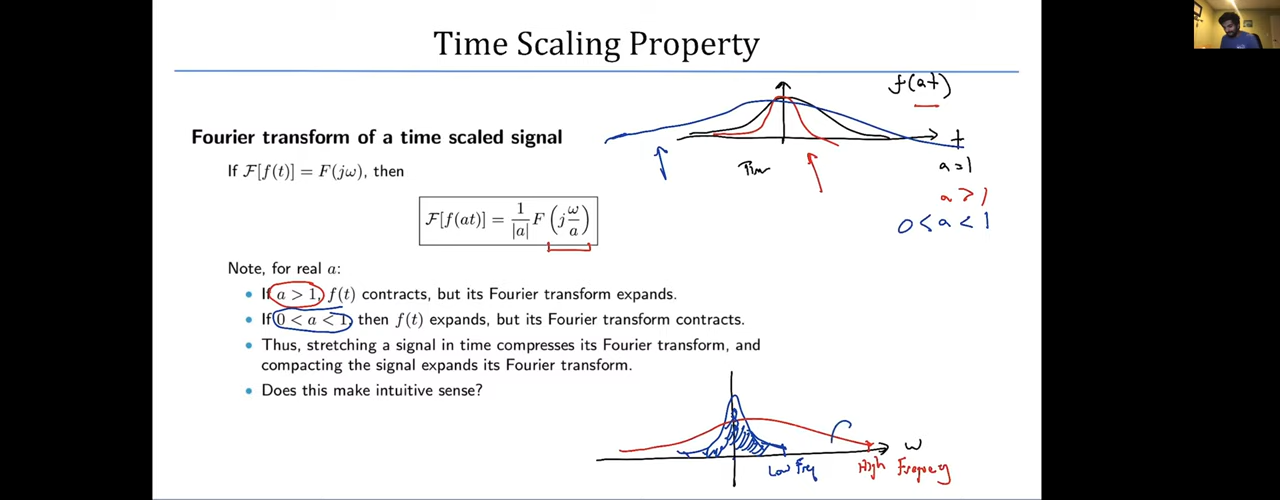 Time Scaling Property
f(at)
Fourier transform of a time scaled signal
t
If F[f(t)] = F(jω), then
Time
a=1
a > 1
F[f(at)] = 1/|a| F (j ω/a)
0 < a < 1
Note, for real a:
• If a > 1, f(t) contracts, but its Fourier transform expands.
• If 0 < a < 1, then f(t) expands, but its Fourier transform contracts.
• Thus, stretching a signal in time compresses its Fourier transform, and
compacting the signal expands its Fourier transform.
• Does this make intuitive sense?
ω
Low Freq
High Frequency